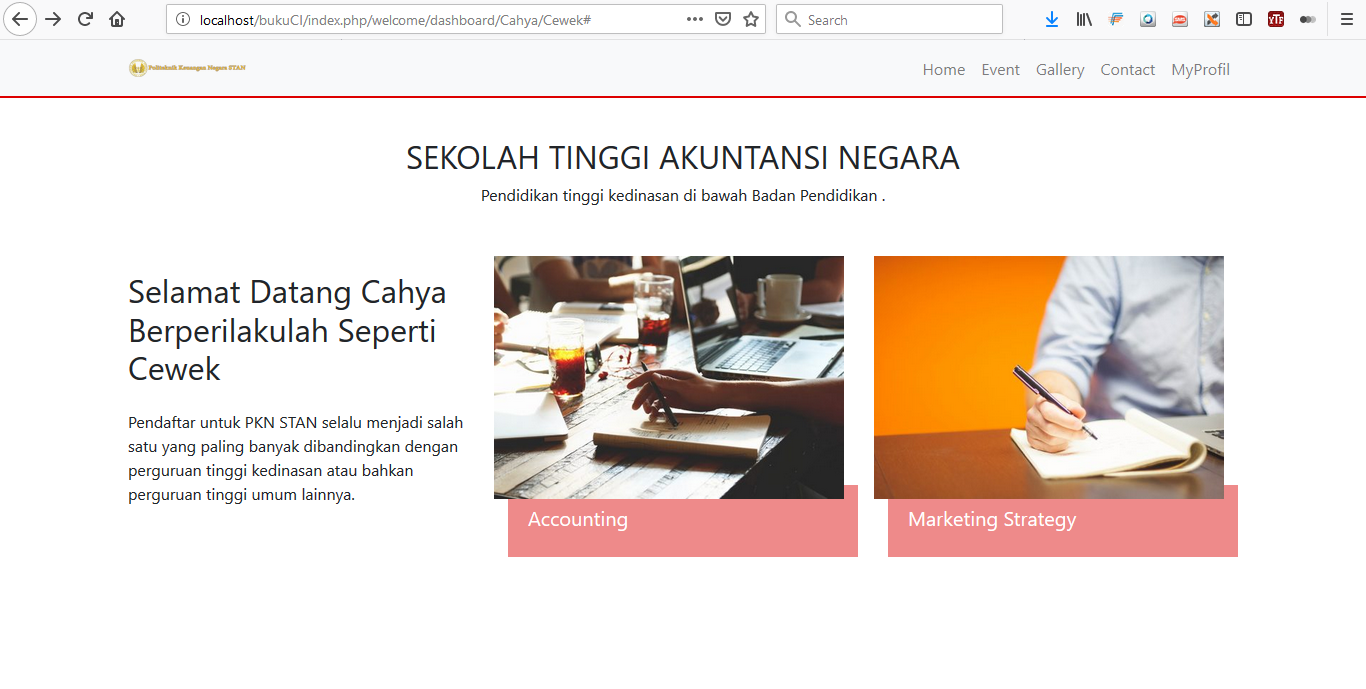 localhost/bukuCI/index.php/welcome/dashboard/Cahya/Cewek#
Search
YTF
Politeknik Keuangan Negara STAN
Home Event Gallery Contact MyProfil
SEKOLAH TINGGI AKUNTANSI NEGARA
Pendidikan tinggi kedinasan di bawah Badan Pendidikan .
Selamat Datang Cahya
Berperilakulah Seperti
Cewek
Pendaftar untuk PKN STAN selalu menjadi salah
satu yang paling banyak dibandingkan dengan
perguruan tinggi kedinasan atau bahkan
perguruan tinggi umum lainnya.
Accounting
Marketing Strategy